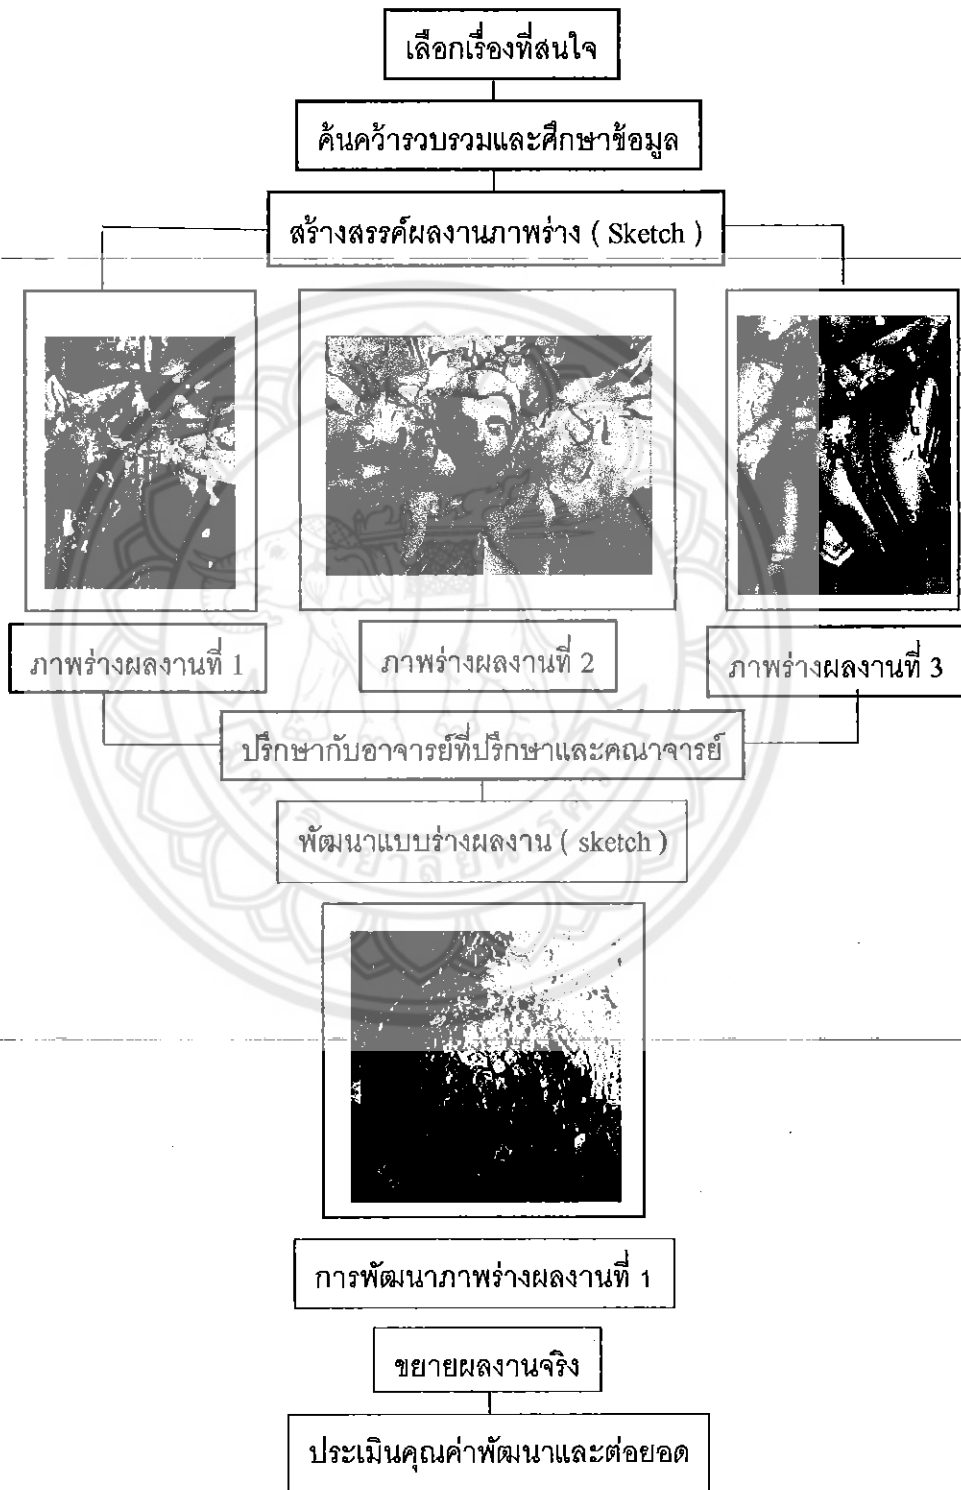 เลือกเรื่องที่สนใจ
ค้นคว้ารวบรวมและศึกษาข้อมูล
สร้างสรรค์ผลงานภาพร่าง ( Sketch )
ภาพร่างผลงานที่ 1
ภาพร่างผลงานที่ 2
ภาพร่างผลงานที่ 3
ปรึกษากับอาจารย์ที่ปรึกษาและคณาจารย์
พัฒนาแบบร่างผลงาน ( sketch )
การพัฒนาภาพร่างผลงานที่ 1
ขยายผลงานจริง
ประเมินคุณค่าพัฒนาและต่อยอด